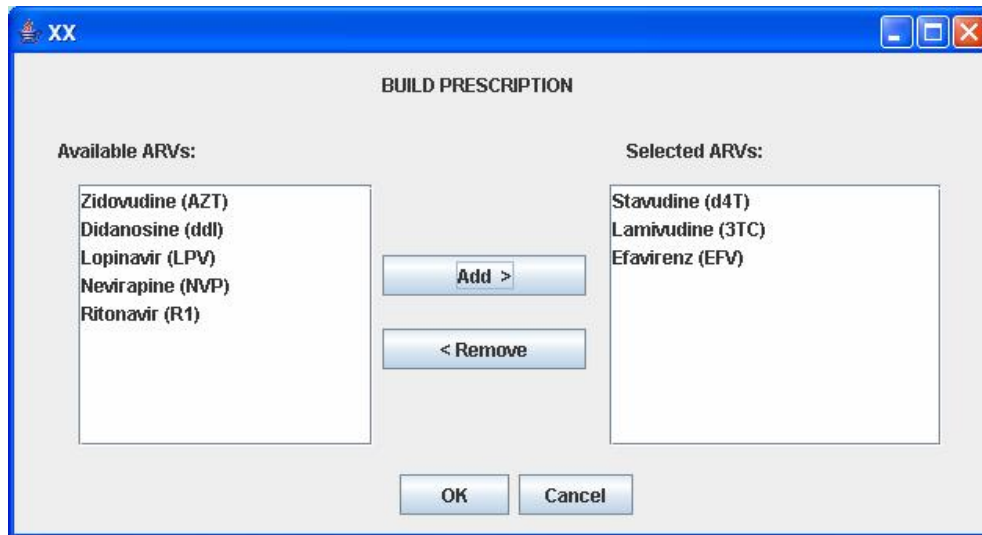 XX
BUILD PRESCRIPTION
Available ARVs:
Zidovudine (AZT)
Didanosine (ddI)
Lopinavir (LPV)
Nevirapine (NVP)
Ritonavir (R1)
Add >
< Remove
Selected ARVs:
Stavudine (d4T)
Lamivudine (3TC)
Efavirenz (EFV)
OK
Cancel